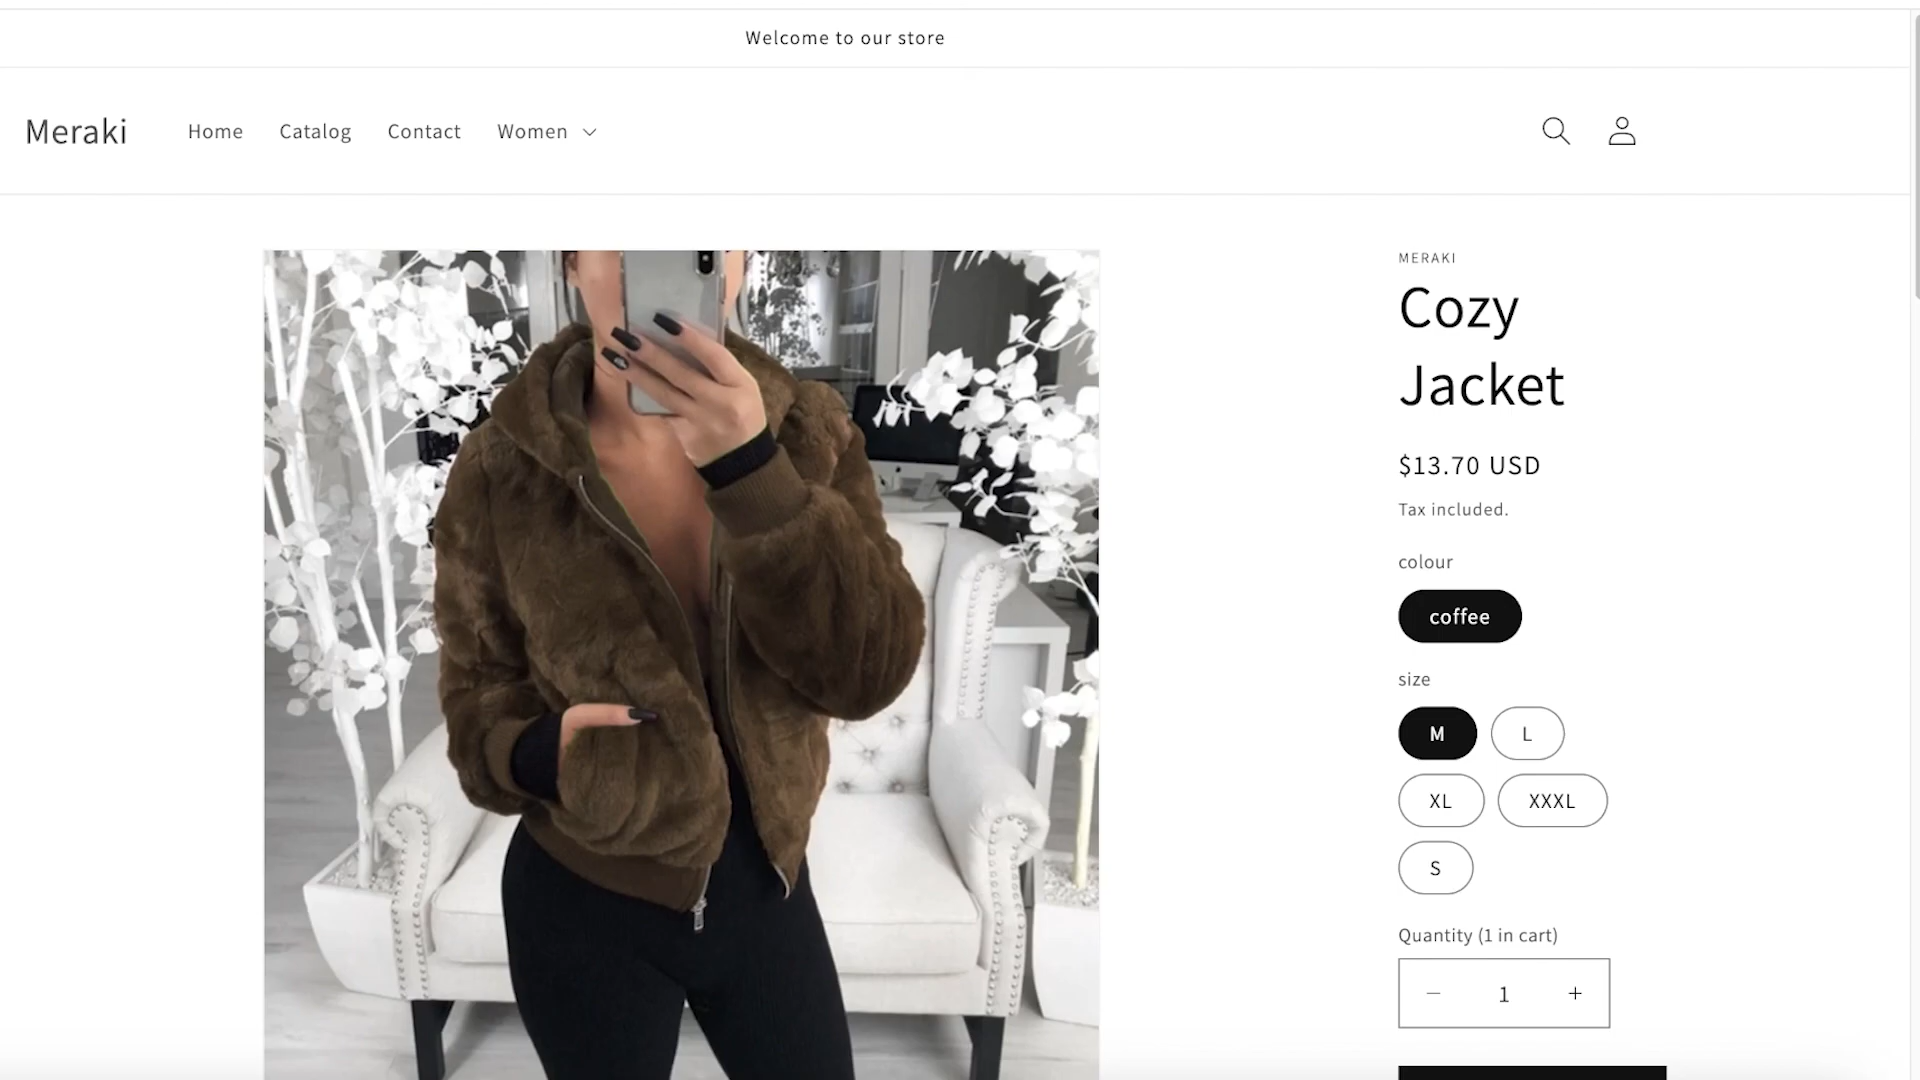 Welcome to our store
Meraki
Home Catalog Contact Women
MERAKI
Cozy
Jacket
$13.70 USD
Tax included.
colour
coffee
size
M L
XL XXXL
S
Quantity (1 in cart)
1